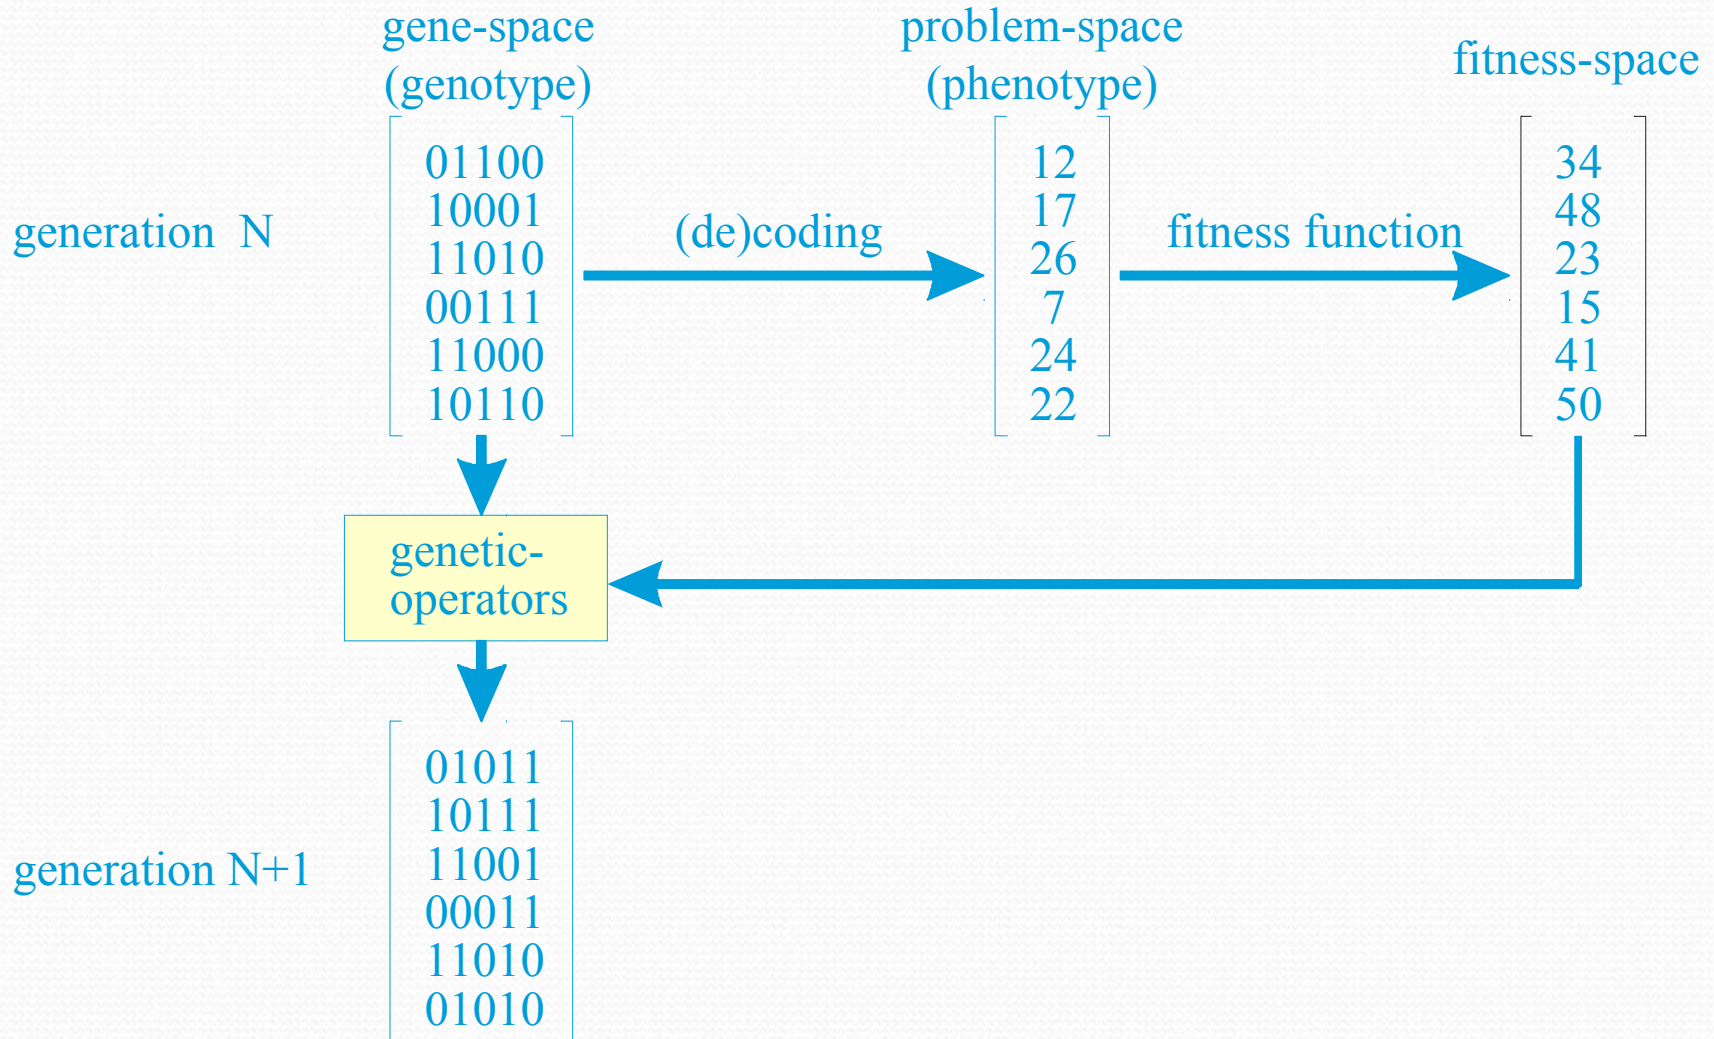 gene-space
(genotype)
problem-space
(phenotype)
fitness-space
generation N
01100
10001
11010
00111
11000
10110
(de)coding
12
17
26
7
24
22
fitness function
34
48
23
15
41
50
genetic-
operators
generation N+1
01011
10111
11001
00011
11010
01010